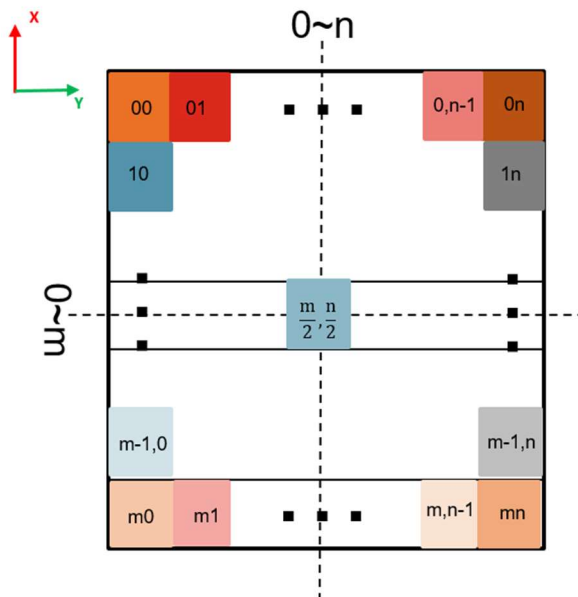 X
0~n
Y
00 01 0,n-1 0n
10 1n
0~m
m/2, n/2
m-1,0 m-1,n
m0 m1 m,n-1 mn